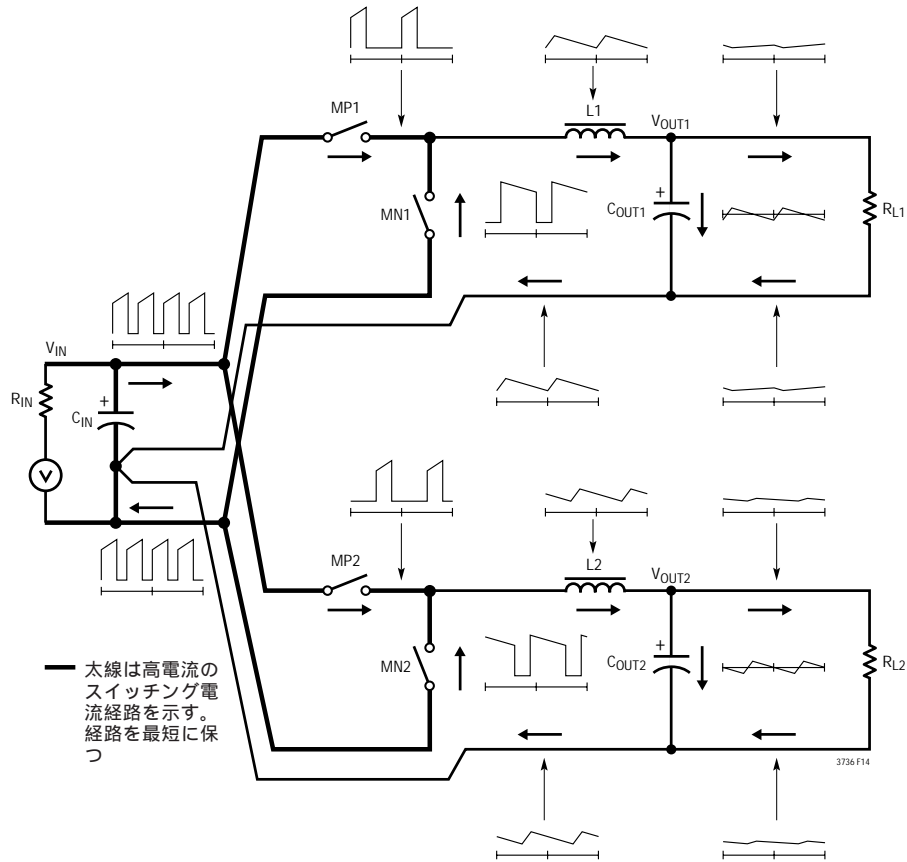 MP1
L1
VOUT1
MN1
COUT1
+
RL1
VIN
RIN
+
CIN
V
MP2
L2
VOUT2
MN2
COUT2
+
RL2
太線は高電流の
スイッチング電
流経路を示す。
経路を最短に保
つ
3736 F14